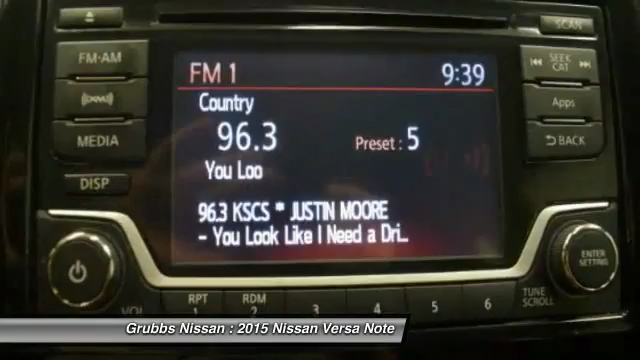 SCAN
FM·AM
SEEK
CAT
Apps
MEDIA
BACK
DISP
FM 1 9:39
Country
96.3 Preset : 5
You Loo
96.3 KSCS * JUSTIN MOORE
- You Look Like I Need a Dri...
ENTER
SETTING
VOL
RPT RDM
1 2 3 4 5 6
TUNE
SCROLL
Grubbs Nissan : 2015 Nissan Versa Note